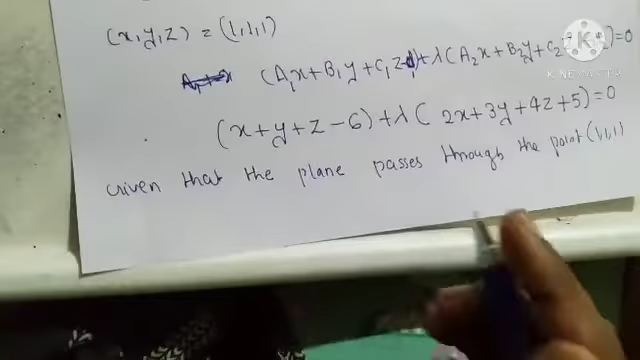 (x,y,z) = (1,1,1)
(A₁x+B₁y+C₁z+d₁)+λ(A₂x+B₂y+C₂z+d₂)=0
(x+y+z-6)+λ(2x+3y+4z+5)=0
Given that the plane passes through the point (1,1,1)
KINEMASTER